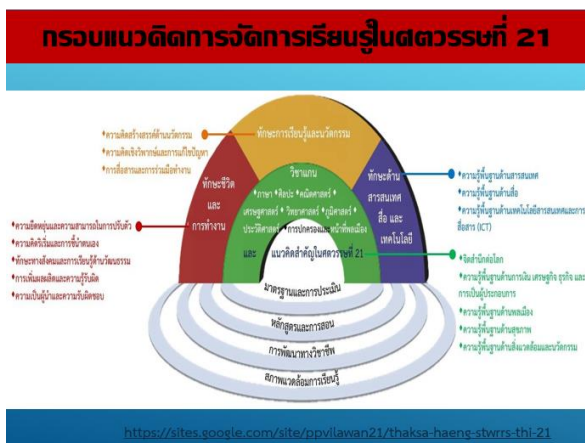 กรอบแนวคิดการจัดการเรียนรู้ในศตวรรษที่ 21
ทักษะการเรียนรู้และนวัตกรรม
•ความคิดสร้างสรรค์ด้านนวัตกรรม
•ความคิดเชิงวิพากษ์และการแก้ไขปัญหา
•การสื่อสารและการร่วมมือทำงาน
ทักษะชีวิต
และ
การทำงาน
•ความยืดหยุ่นและความสามารถในการปรับตัว
•ความคิดริเริ่มและการชี้นำตนเอง
•ทักษะทางสังคมและการเรียนรู้ด้านวัฒนธรรม
•การเพิ่มผลผลิตและความรู้รับผิด
•ความเป็นผู้นำและความรับผิดชอบ
วิชาแกน
•ภาษา •ศิลปะ •คณิตศาสตร์
•เศรษฐศาสตร์ •วิทยาศาสตร์ •ภูมิศาสตร์
•ประวัติศาสตร์ •การปกครองและหน้าที่พลเมือง
และ แนวคิดสำคัญในศตวรรษที่ 21
ทักษะด้าน
สารสนเทศ
สื่อ และ
เทคโนโลยี
•ความรู้พื้นฐานด้านสารสนเทศ
•ความรู้พื้นฐานด้านสื่อ
•ความรู้พื้นฐานด้านเทคโนโลยีสารสนเทศและการ
สื่อสาร (ICT)
•จิตสำนึกต่อโลก
•ความรู้พื้นฐานด้านการเงิน เศรษฐกิจ ธุรกิจ และ
การเป็นผู้ประกอบการ
•ความรู้พื้นฐานด้านพลเมือง
•ความรู้พื้นฐานด้านสุขภาพ
•ความรู้พื้นฐานด้านสิ่งแวดล้อมและนวัตกรรม
มาตรฐานและการประเมิน
หลักสูตรและการสอน
การพัฒนาทางวิชาชีพ
สภาพแวดล้อมการเรียนรู้
https://sites.google.com/site/ppvilawan21/thaksa-haeng-stwrrs-thi-21